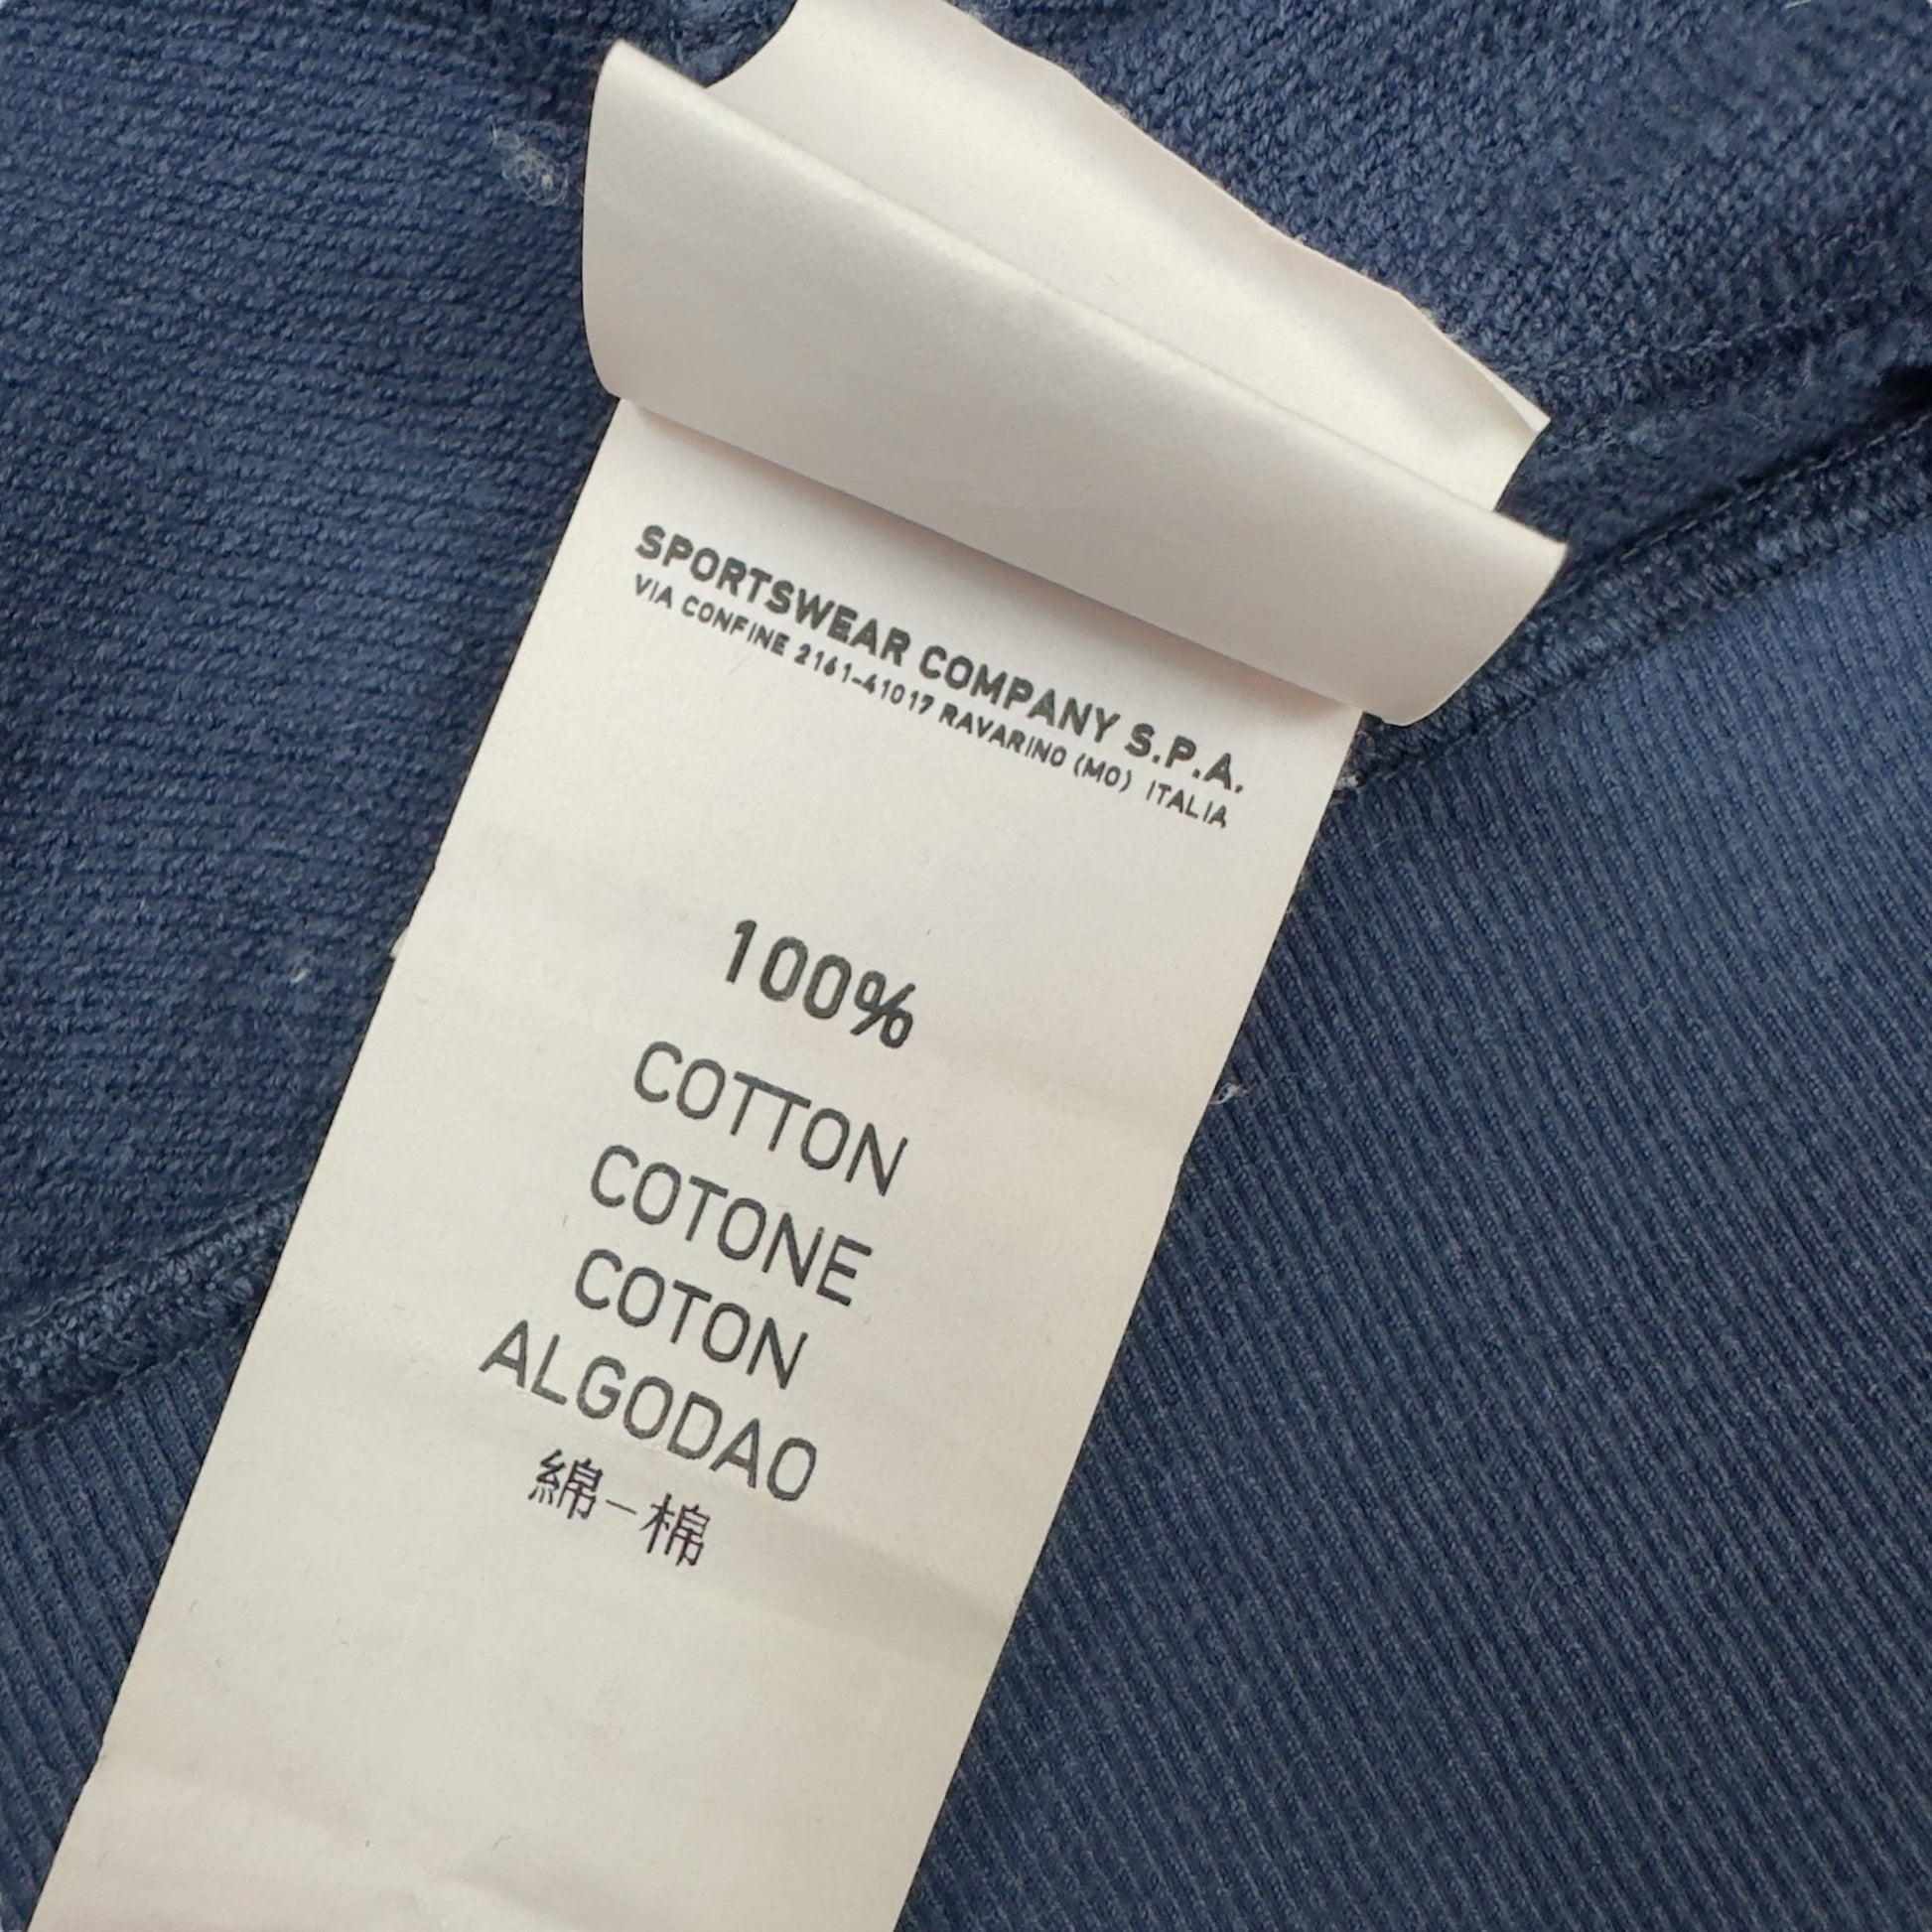 SPORTSWEAR COMPANY S.P.A.
VIA CONFINE 2161-41017 RAVARINO (MO) ITALIA
100%
COTTON
COTONE
COTON
ALGODAO
綿-棉